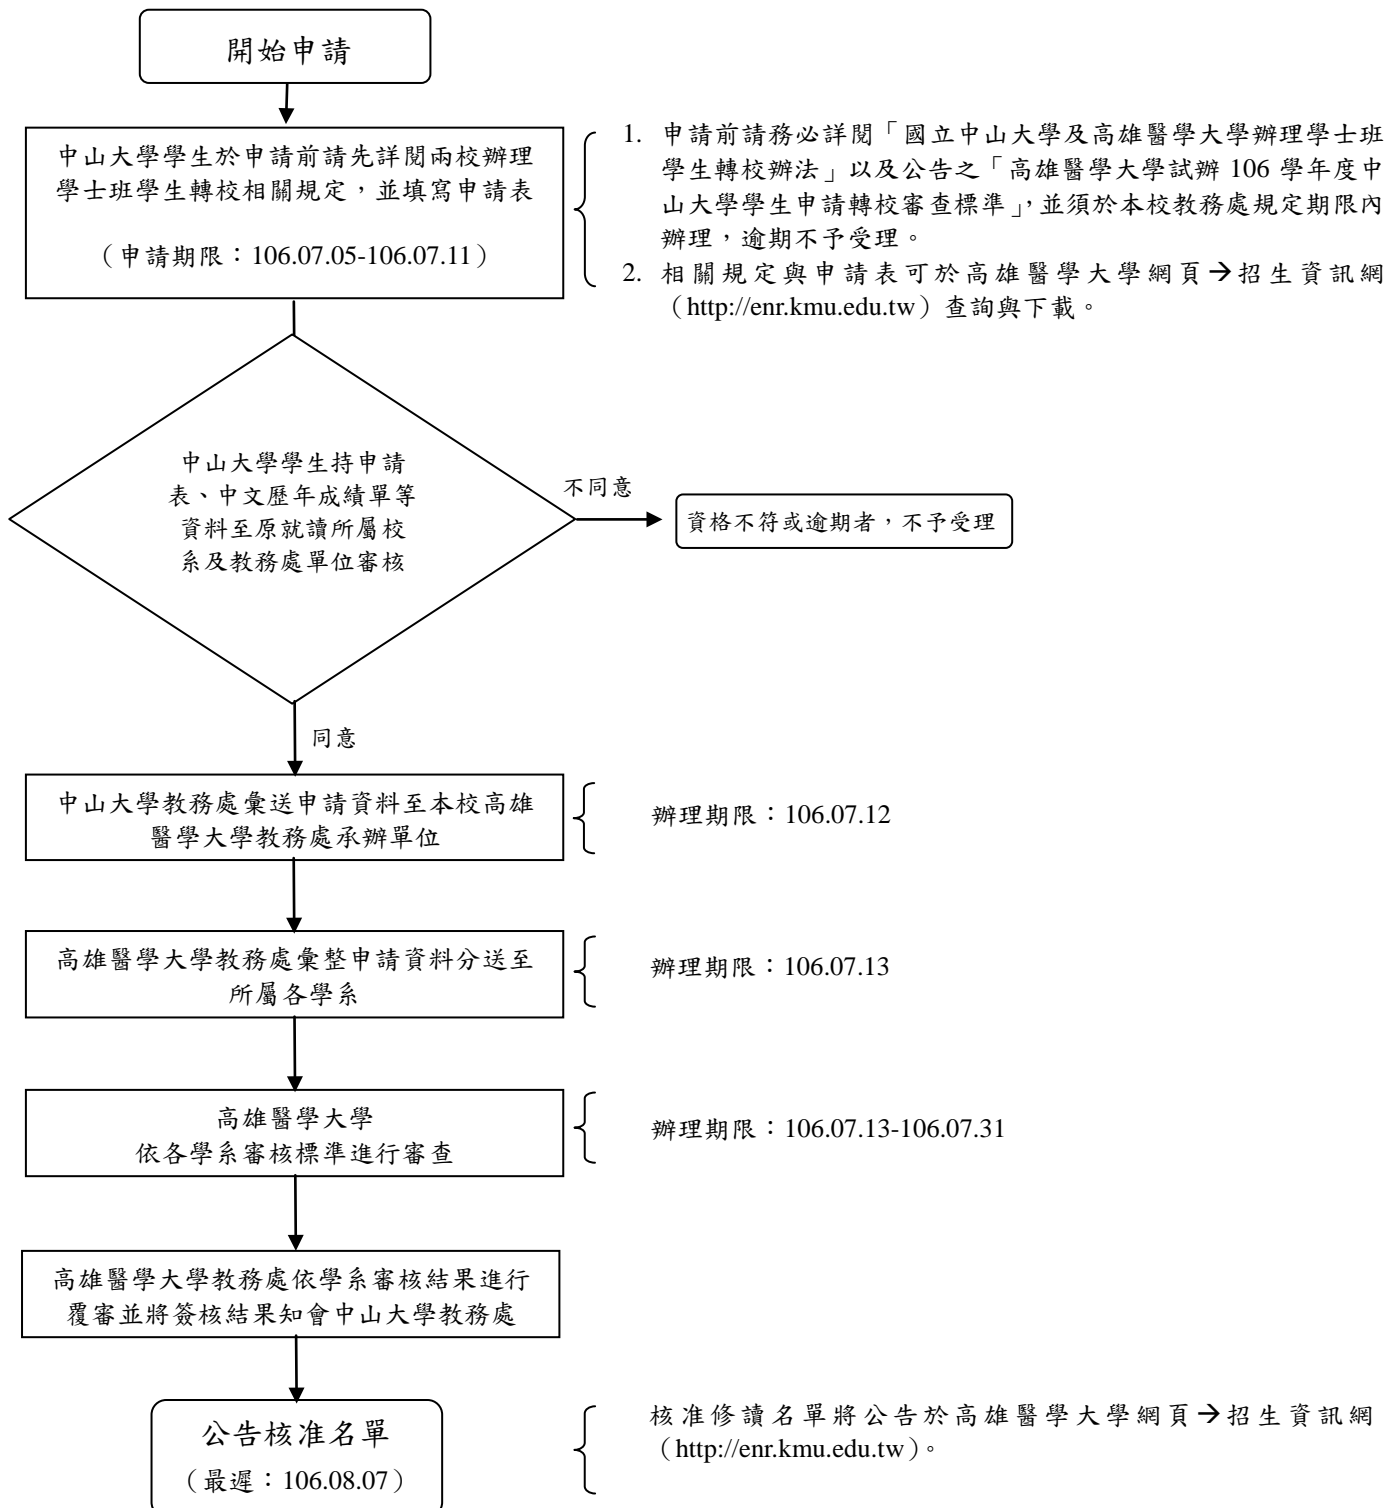 開始申請
中山大學學生於申請前請先詳閱兩校辦理
學士班學生轉校相關規定，並填寫申請表
（申請期限：106.07.05-106.07.11）
1. 申請前請務必詳閱「國立中山大學及高雄醫學大學辦理學士班
學生轉校辦法」以及公告之「高雄醫學大學試辦 106 學年度中
山大學學生申請轉校審查標準」，並須於本校教務處規定期限內
辦理，逾期不予受理。
2. 相關規定與申請表可於高雄醫學大學網頁→招生資訊網
（http://enr.kmu.edu.tw）查詢與下載。
中山大學學生持申請
表、中文歷年成績單等
資料至原就讀所屬校
系及教務處單位審核
不同意
資格不符或逾期者，不予受理
同意
中山大學教務處彙送申請資料至本校高雄
醫學大學教務處承辦單位
辦理期限：106.07.12
高雄醫學大學教務處彙整申請資料分送至
所屬各學系
辦理期限：106.07.13
高雄醫學大學
依各學系審核標準進行審查
辦理期限：106.07.13-106.07.31
高雄醫學大學教務處依學系審核結果進行
覆審並將簽核結果知會中山大學教務處
公告核准名單
（最遲：106.08.07）
核准修讀名單將公告於高雄醫學大學網頁→招生資訊網
（http://enr.kmu.edu.tw）。